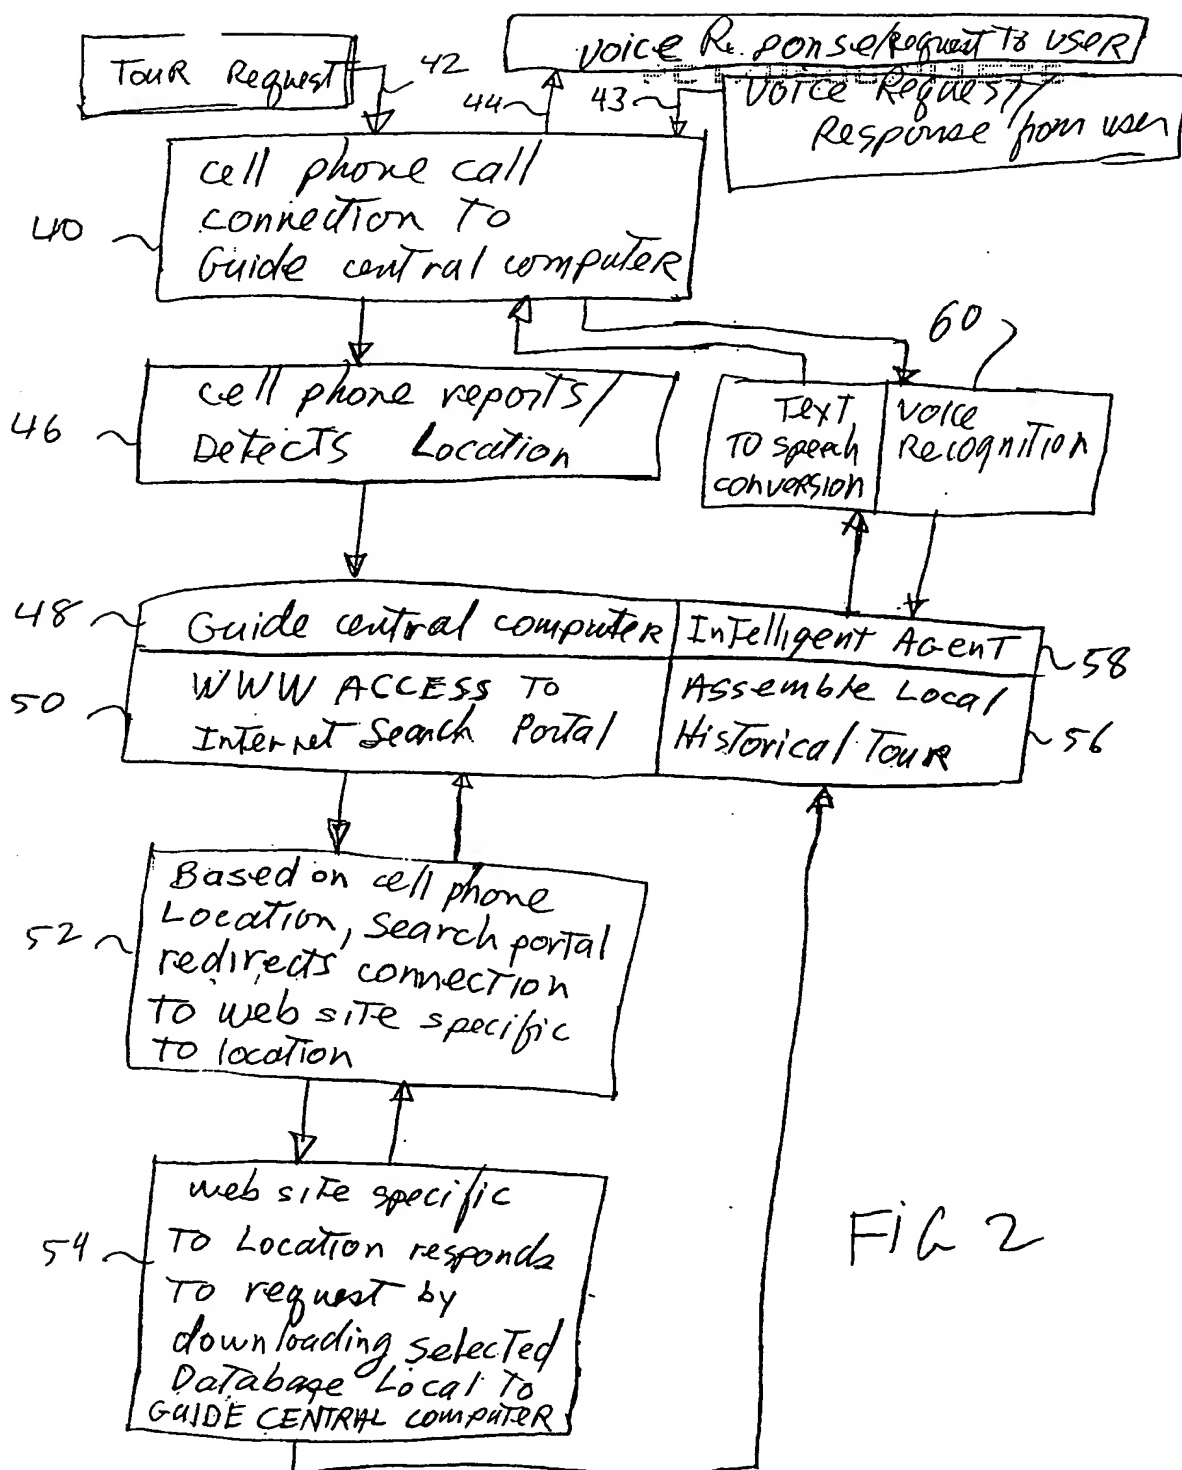 Tour Request
42
44
43
Voice Re ponse/Request To user
Voice Request/
Response from user
40
cell phone call
connection To
Guide central computer
60
46
cell phone reports/
Detects Location
Text
To speech
conversion
Voice
Recognition
48
Guide central computer
Intelligent Agent
58
50
WWW ACCESS To
Internet Search Portal
Assemble Local
Historical Tour
56
52
Based on cell phone
Location, Search portal
redirects connection
To web site specific
To location
54
web site specific
To Location responds
To request by
downloading selected
Database Local To
GUIDE CENTRAL computer
FIG 2